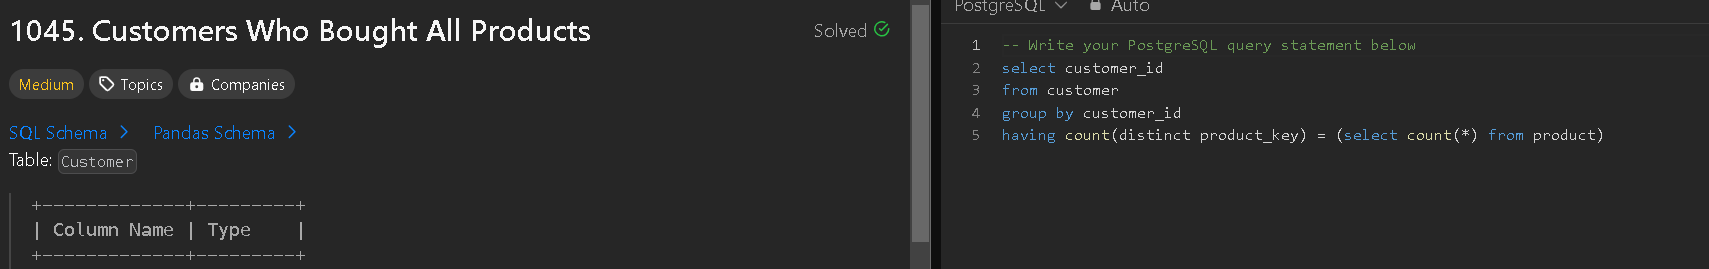 1045. Customers Who Bought All Products
Solved
Medium Topics Companies
SQL Schema > Pandas Schema >
Table: Customer
+-------------+---------+
| Column Name | Type    |
+-------------+---------+
PostgreSQL Auto
1 -- Write your PostgreSQL query statement below
2 select customer_id
3 from customer
4 group by customer_id
5 having count(distinct product_key) = (select count(*) from product)